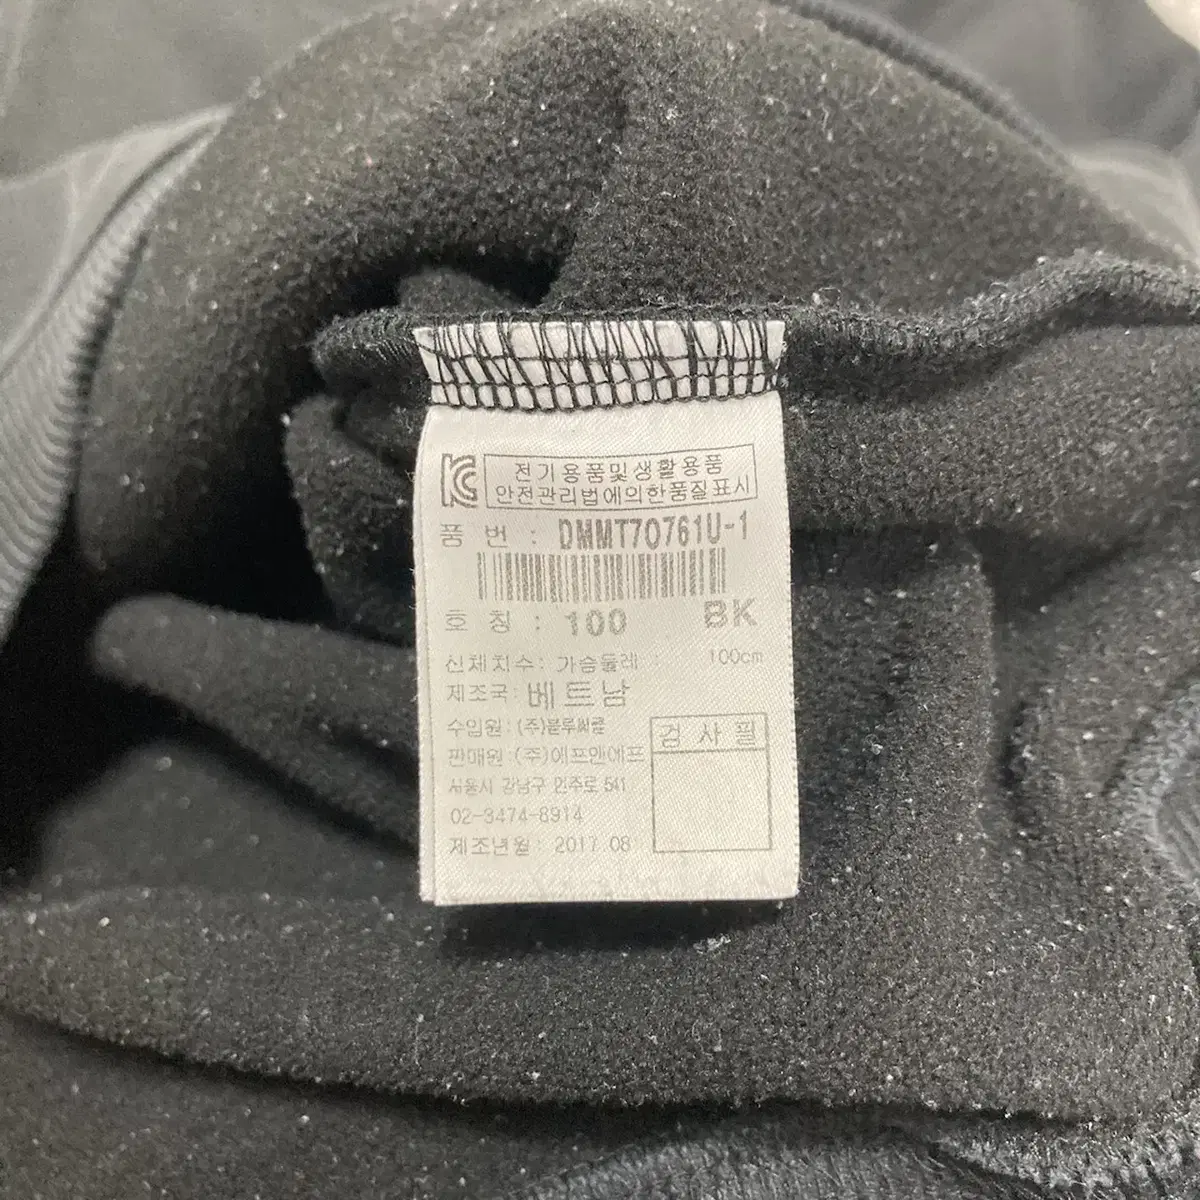 KC 전기용품및생활용품
안전관리법에의한품질표시
품 번 : DMMT70761U-1
호 칭 : 100 BK
신체치수: 가슴둘레 : 100cm
제조국: 베트남
수입원 : (주)블루씨클
판매원 : (주)에프앤에프
강남구 언주로 541
02-3474-8914
제조년월 : 2017.08
검 사 필